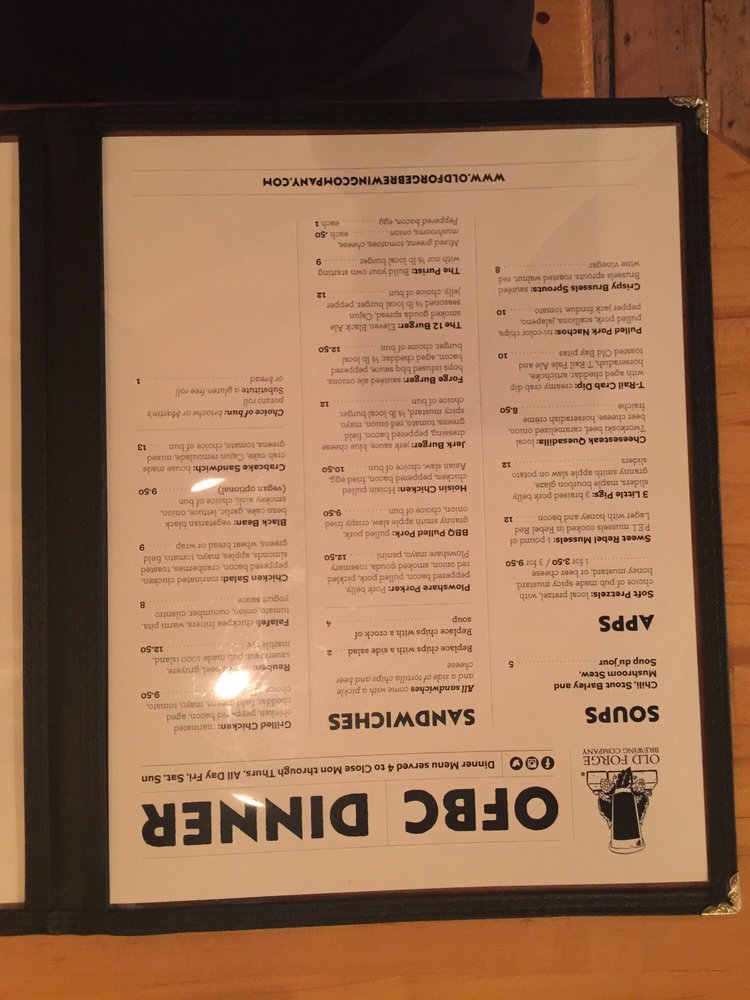 OLD FORGE
BREWING COMPANY
OFBC DINNER
Dinner Menu served 4 to Close Mon through Thurs, All Day Fri, Sat, Sun
SOUPS
Chili, Stout Barley and
Mushroom Stew,
Soup du'jour
5
APPS
Soft Pretzels: local pretzel, with
choice of pub made spicy mustard,
honey mustard, or beer cheese
1 for 3.50 / 3 for 9.50
Sweet Rebel Mussels: 1 pound of
P.E.I. mussels cooked in Rebel Red
Lager with honey and bacon 12
3 Little Pigs: 3 braised pork belly
sliders, maple bourbon glaze,
granny smith apple slaw on potato
sliders 12
Cheesesteak Quesadilla: local
Tworkoski beef, caramelized onion,
beer cheese, horseradish crème
fraiche 8.50
T-Rail Crab Dip: creamy crab dip
with aged cheddar, artichoke,
horseradish, T-Rail Pale Ale and
toasted Old Bay pitas 10
Pulled Pork Nachos: tri-color chips,
pulled pork, scallions, jalapeno,
pepper jack fondue, tomato 10
Crispy Brussels Sprouts: sautéed
Brussels sprouts, roasted walnut, red
wine vinegar 8
SANDWICHES
All sandwiches come with a pickle
and a side of tortilla chips and beer
cheese
Replace chips with a side salad 2
Replace chips with a crock of
soup 4
Plowshare Porker: Pork belly,
peppered bacon, pulled pork, pickled
red onion, smoked gouda, rosemary
Plowshare mayo, panini 12.50
BBQ Pulled Pork: pulled pork,
granny smith apple slaw, crispy fried
onion, choice of bun 9.50
Hoisin Chicken: Hoisin pulled
chicken, peppered bacon, fried egg,
Asian slaw, choice of bun 10.50
Jerk Burger: jerk sauce, blue cheese
dressing, peppered bacon, field
greens, tomato, red onion, mayo,
spicy mustard, ½ lb local burger,
choice of bun 12
Forge Burger: sautéed ale onions,
hops infused bbq sauce, peppered
bacon, aged cheddar, ½ lb local
burger, choice of bun 12.50
The 12 Burger: Eleven Black Ale
smoked gouda spread, Cajun
seasoned ½ lb local burger, pepper
jelly, choice of bun 12
The Purist: Build your own starting
with our ½ lb local burger 9
Mixed greens, tomatoes, cheese,
mushrooms, onion each .50
Peppered bacon, egg each 1
Grilled Chicken: marinated
chicken, peppered bacon, aged
cheddar, field greens, mayo, tomato,
9.50
Reuben:
sauerkraut, pub made 1000 island,
marble rye 12.50
Falafel: chickpea fritters, warm pita,
tomato, onion, cucumber, cilantro
yogurt sauce 8
Chicken Salad: marinated chicken,
peppered bacon, cranberries, toasted
almonds, apples, mayo, tomato, field
greens, wheat bread or wrap 9
Black Bean: vegetarian black
bean cake, garlic, lettuce, onion,
smokey aioli, choice of bun
(vegan optional) 9.50
Crabcake Sandwich: house made
crab cake, Cajun remoulade, mixed
greens, tomato, choice of bun 13
Choice of bun: brioche or Martin's
potato roll
Substitute a gluten free roll
or bread 1
WWW.OLDFORGEBREWINGCOMPANY.COM